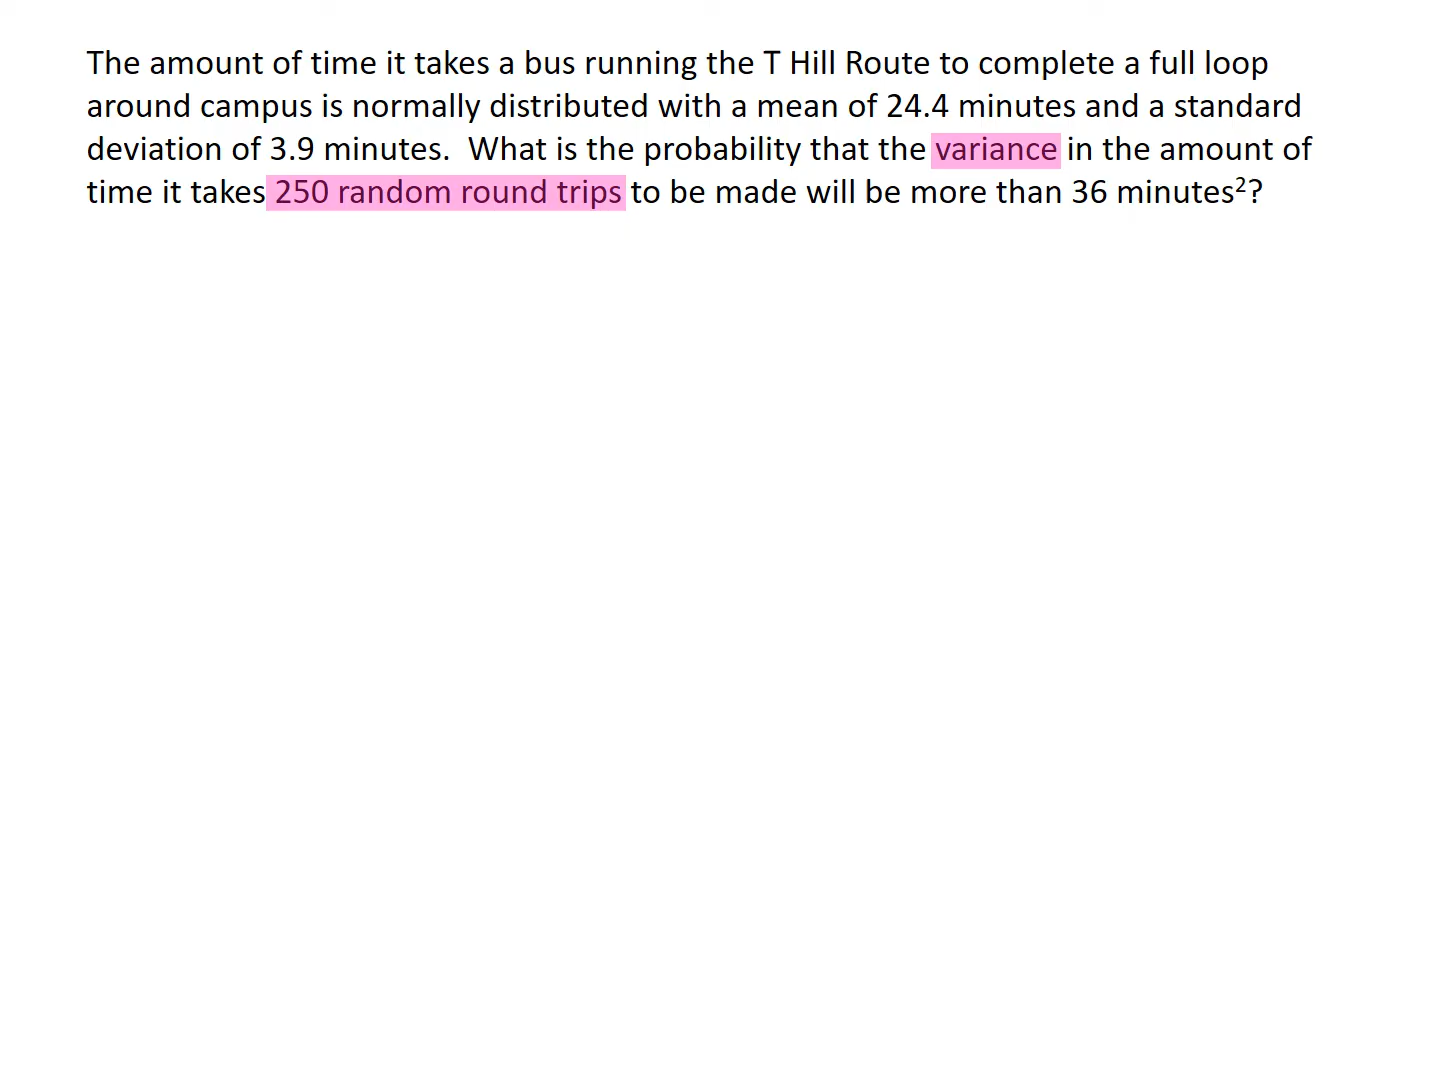 The amount of time it takes a bus running the T Hill Route to complete a full loop
around campus is normally distributed with a mean of 24.4 minutes and a standard
deviation of 3.9 minutes.  What is the probability that the variance in the amount of
time it takes 250 random round trips to be made will be more than 36 minutes²?